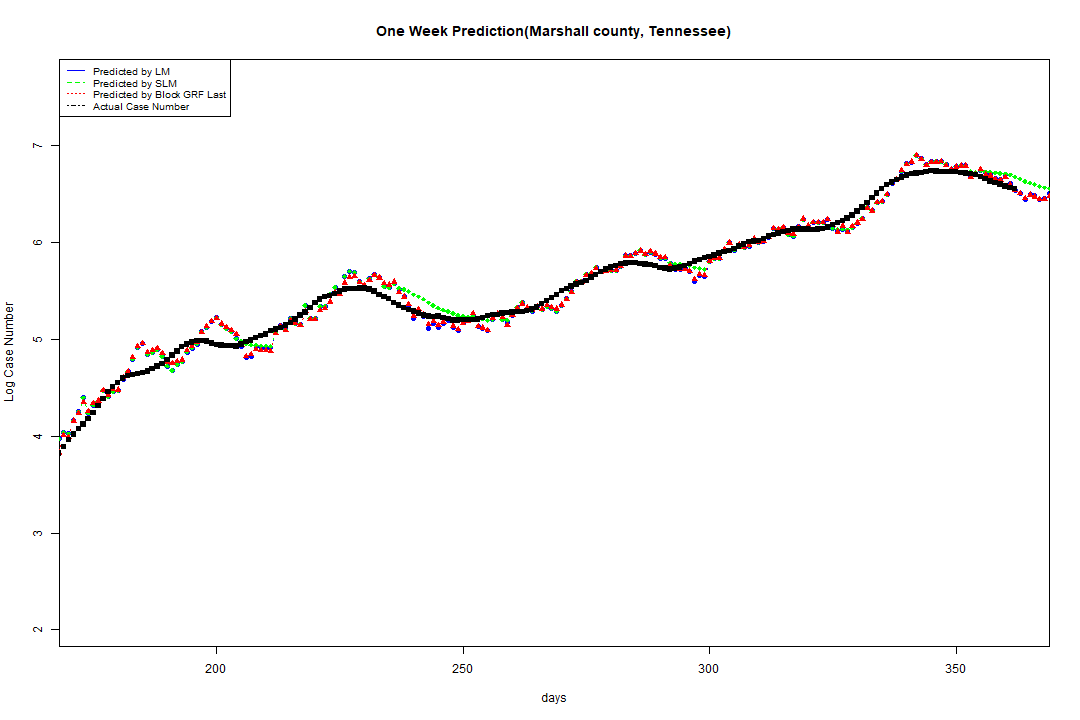 One Week Prediction(Marshall county, Tennessee)
Predicted by LM
Predicted by SLM
Predicted by Block GRF Last
Actual Case Number
7
6
5
4
3
2
Log Case Number
200 250 300 350
days